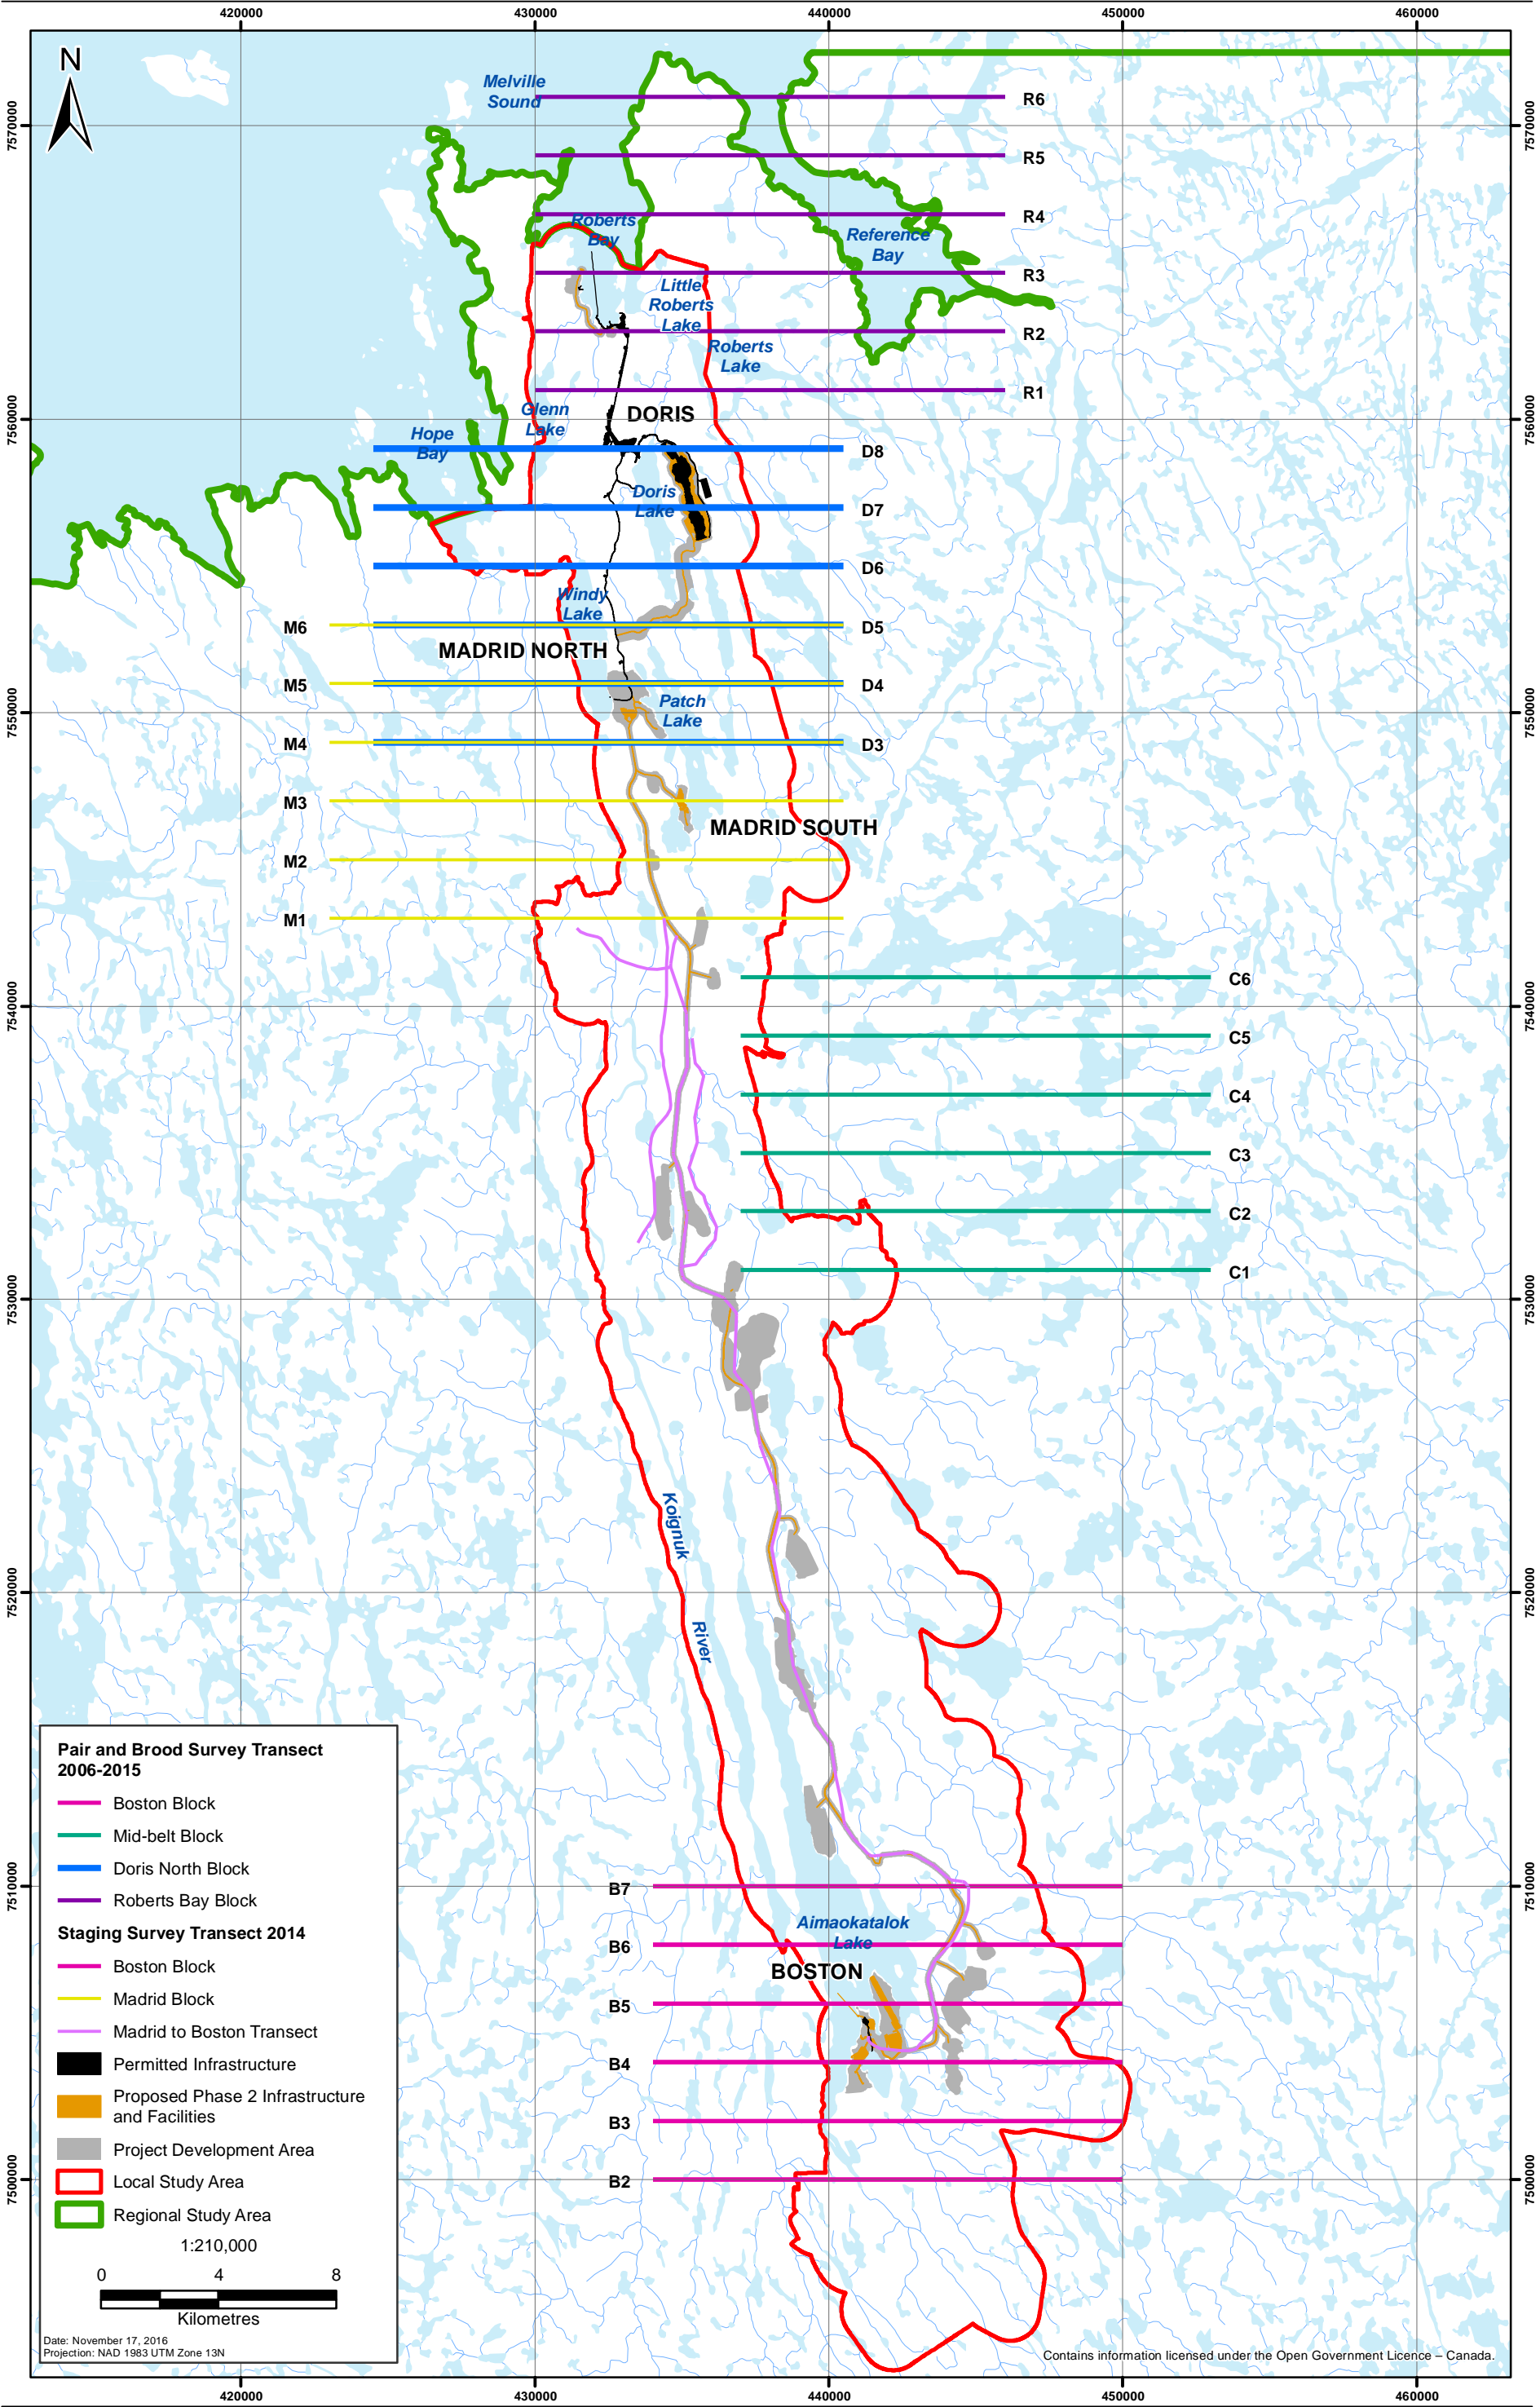 420000
430000
440000
450000
460000
N
Melville
Sound
R6
7570000
7570000
R5
R4
Roberts
Bay
Reference
Bay
R3
Little
Roberts
Lake
R2
Roberts
Lake
R1
Glenn
Lake
DORIS
7560000
7560000
Hope
Bay
D8
Doris
Lake
D7
D6
Windy
Lake
M6
D5
MADRID NORTH
M5
D4
Patch
Lake
7550000
7550000
M4
D3
M3
MADRID SOUTH
M2
M1
C6
7540000
7540000
C5
C4
C3
C2
C1
7530000
7530000
Koignuk
River
7520000
7520000
B7
7510000
7510000
Aimaokatalok
Lake
B6
BOSTON
B5
B4
B3
B2
7500000
7500000
Pair and Brood Survey Transect
2006-2015
Boston Block
Mid-belt Block
Doris North Block
Roberts Bay Block
Staging Survey Transect 2014
Boston Block
Madrid Block
Madrid to Boston Transect
Permitted Infrastructure
Proposed Phase 2 Infrastructure
and Facilities
Project Development Area
Local Study Area
Regional Study Area
1:210,000
0 4 8
Kilometres
Date: November 17, 2016
Projection: NAD 1983 UTM Zone 13N
Contains information licensed under the Open Government Licence – Canada.
420000
430000
440000
450000
460000